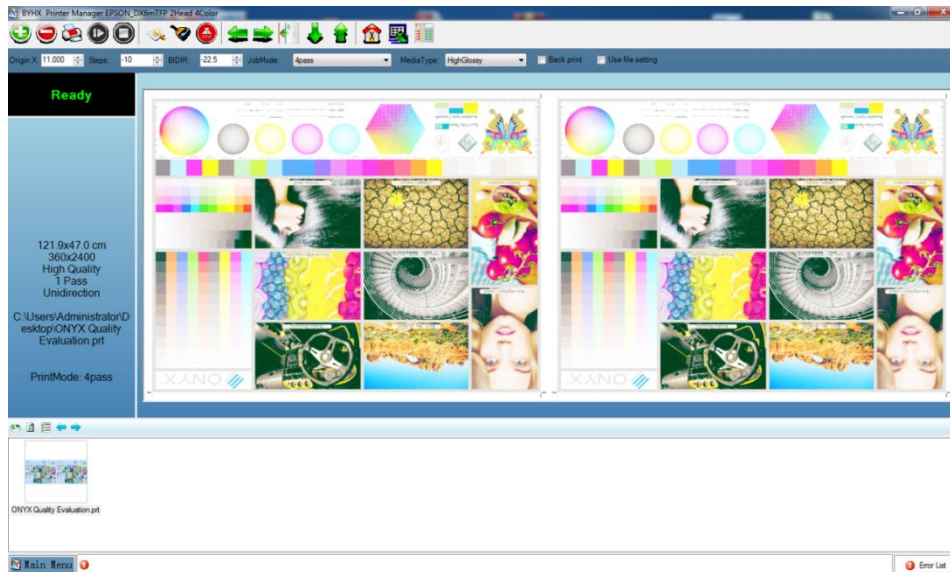 BYHX Printer Manager EPSON_DX6mTFP 2Head 4Color
Origin X: 11.000 Steps: -10 BIDIR: -22.5 JobMode: 4pass MediaType: HighGlossy Back print Use file setting
Ready
121.9x47.0 cm
360x2400
High Quality
1 Pass
Unidirection
C:\Users\Administrator\D
esktop\ONYX Quality
Evaluation.prt
PrintMode: 4pass
ONYX
ONYX
ONYX Quality Evaluation.prt
Main Menu
Error List